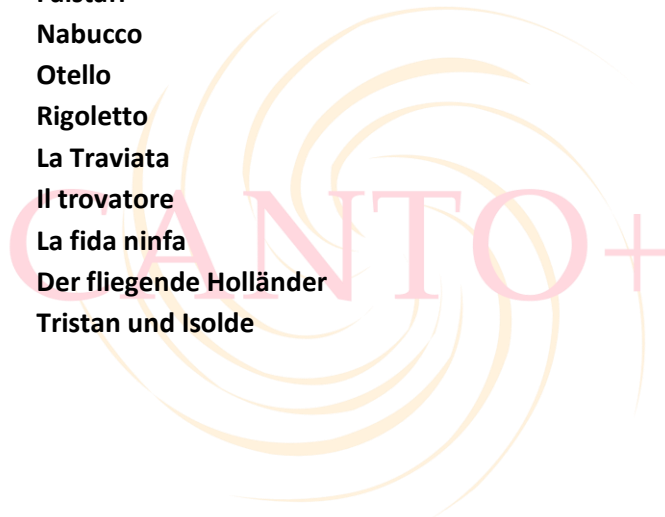 Nabucco
Otello
Rigoletto
La Traviata
Il trovatore
La fida ninfa
CANTO+
Der fliegende Holländer
Tristan und Isolde